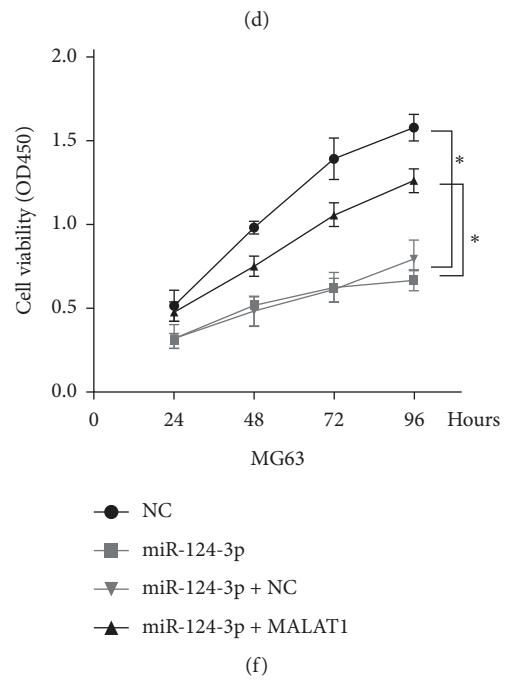 (d)
2.0
1.5
1.0
0.5
0.0
Cell viability (OD450)
*
*
0 24 48 72 96 Hours
MG63
NC
miR-124-3p
miR-124-3p + NC
miR-124-3p + MALAT1
(f)